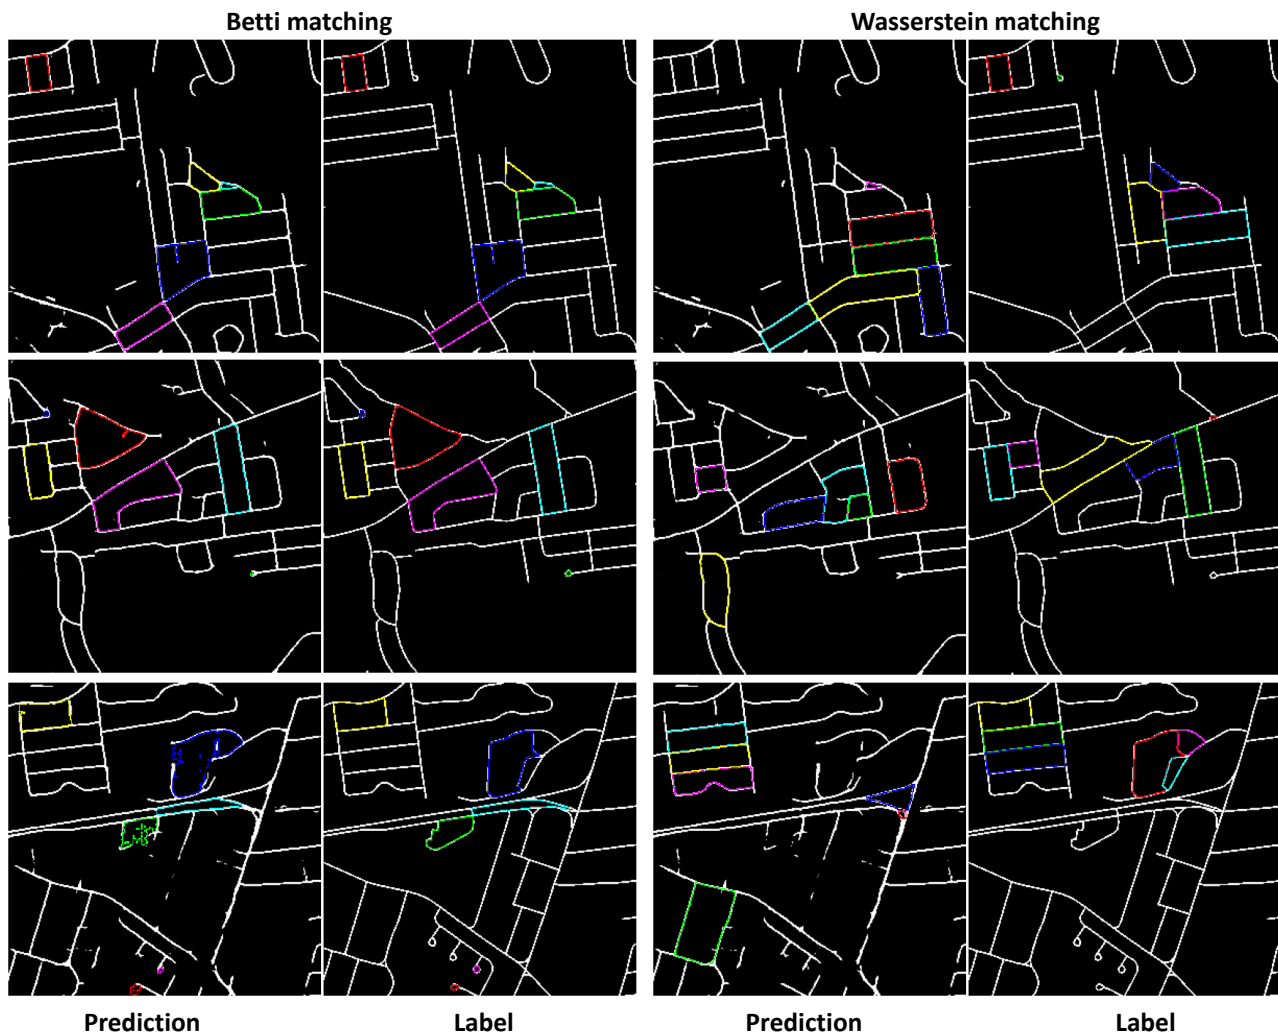 Betti matching
Wasserstein matching
Prediction
Label
Prediction
Label